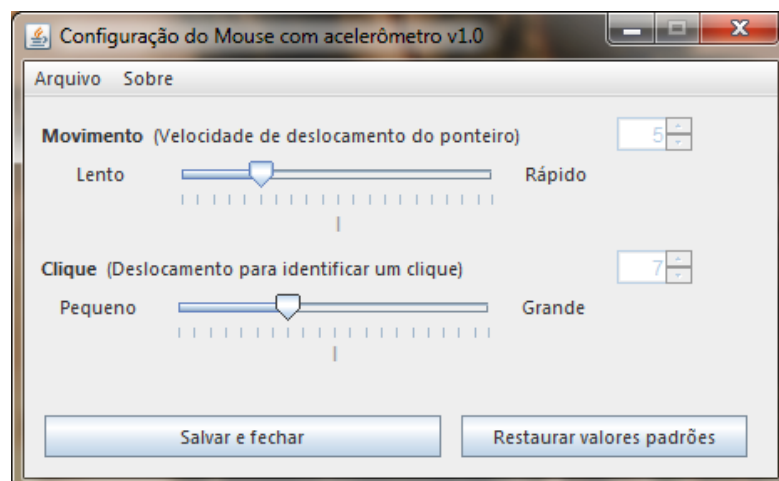 Configuração do Mouse com acelerômetro v1.0
Arquivo Sobre
Movimento (Velocidade de deslocamento do ponteiro) 5
Lento Rápido
Clique (Deslocamento para identificar um clique) 7
Pequeno Grande
Salvar e fechar Restaurar valores padrões